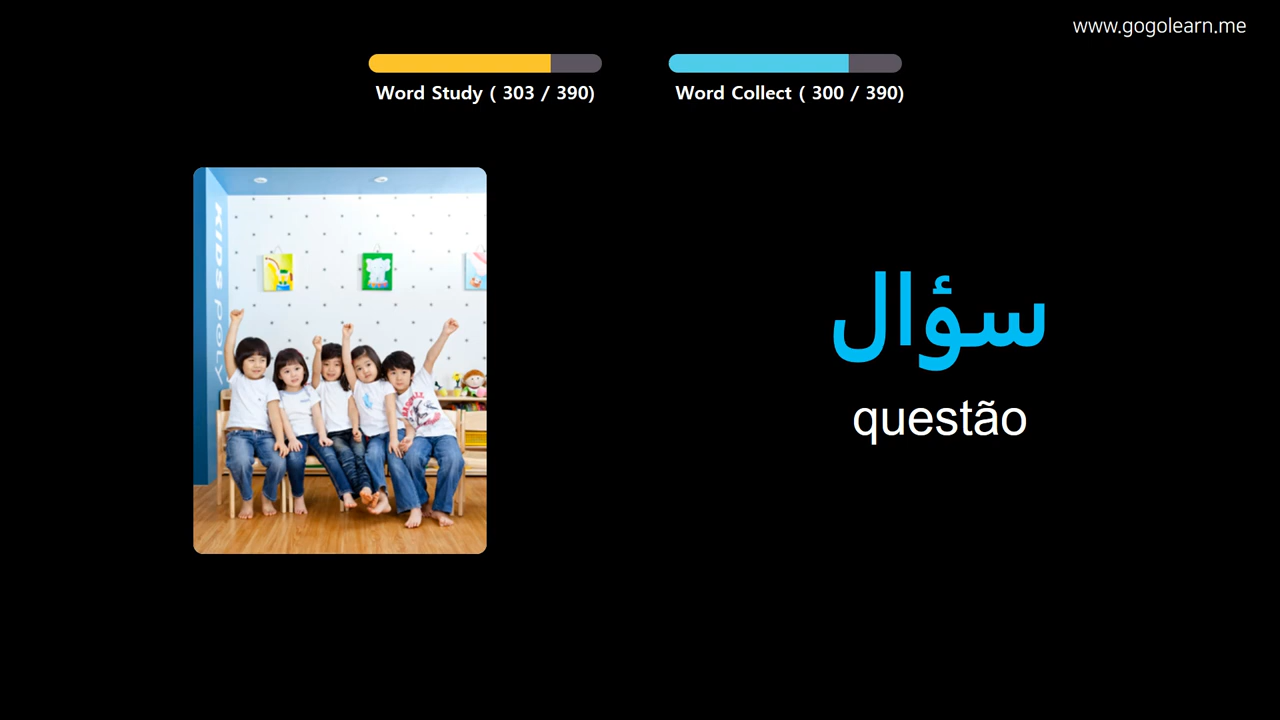 www.gogolearn.me
Word Study ( 303 / 390)
Word Collect ( 300 / 390)
KIDS POLY
سؤال
questão